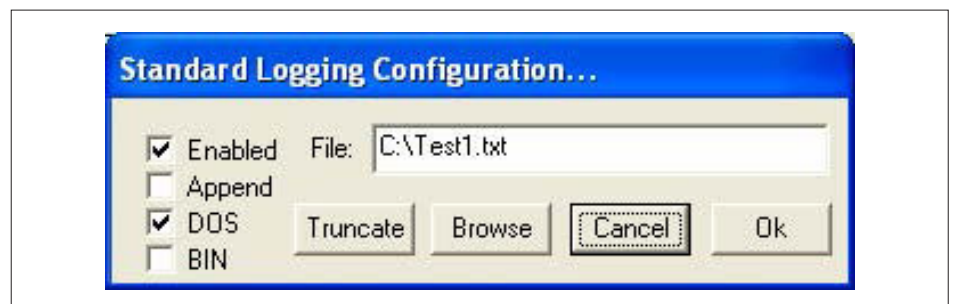 Standard Logging Configuration...
Enabled File: C:\Test1.txt
Append
DOS Truncate Browse Cancel Ok
BIN